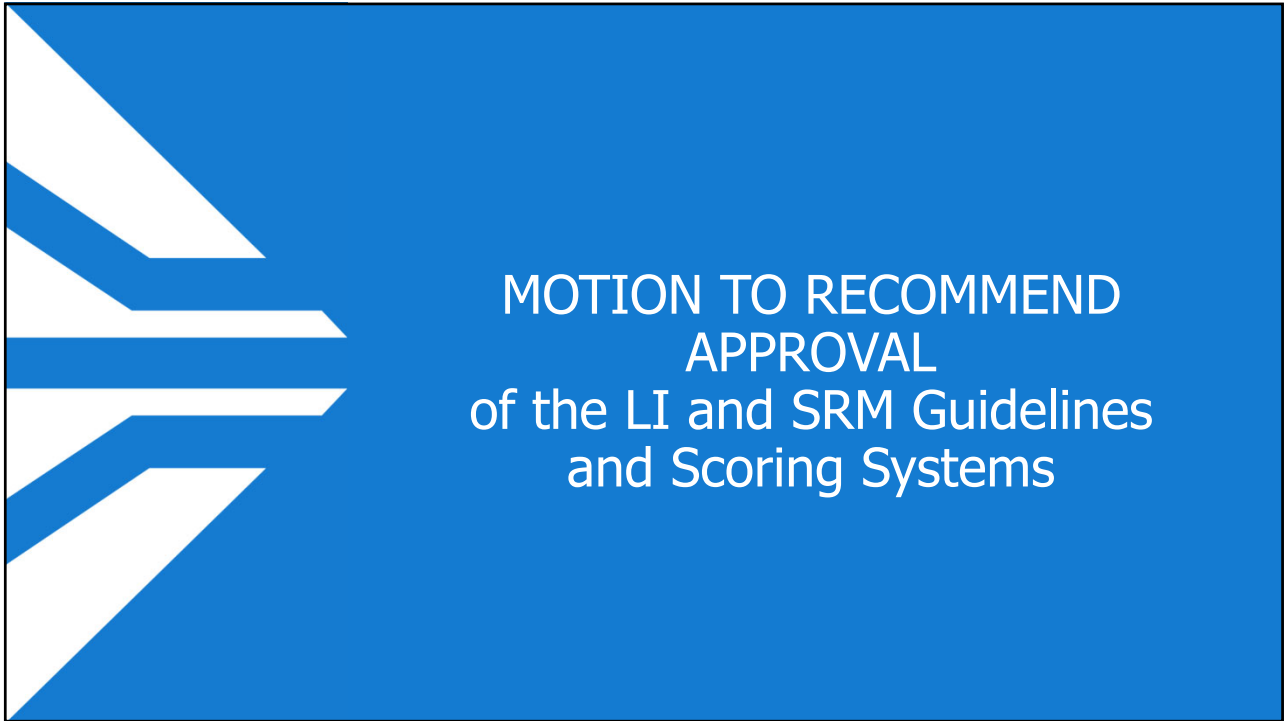 MOTION TO RECOMMEND
APPROVAL
of the LI and SRM Guidelines
and Scoring Systems